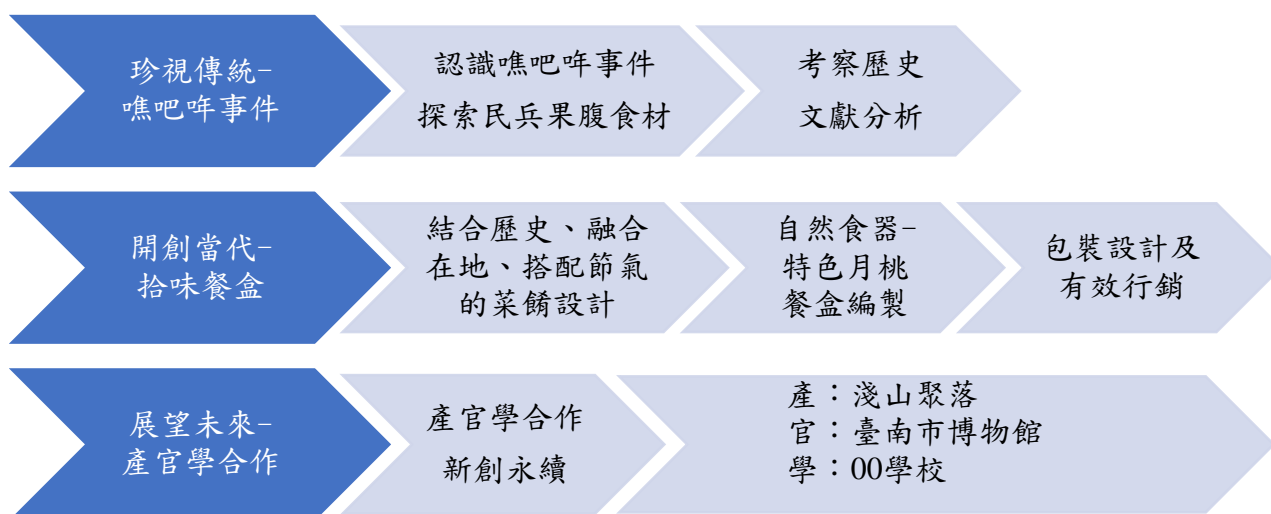 珍視傳統-
噍吧哖事件
認識噍吧哖事件
探索民兵果腹食材
考察歷史
文獻分析
開創當代-
拾味餐盒
結合歷史、融合
在地、搭配節氣
的菜餚設計
自然食器-
特色月桃
餐盒編製
包裝設計及
有效行銷
展望未來-
產官學合作
產官學合作
新創永續
產：淺山聚落
官：臺南市博物館
學：00學校